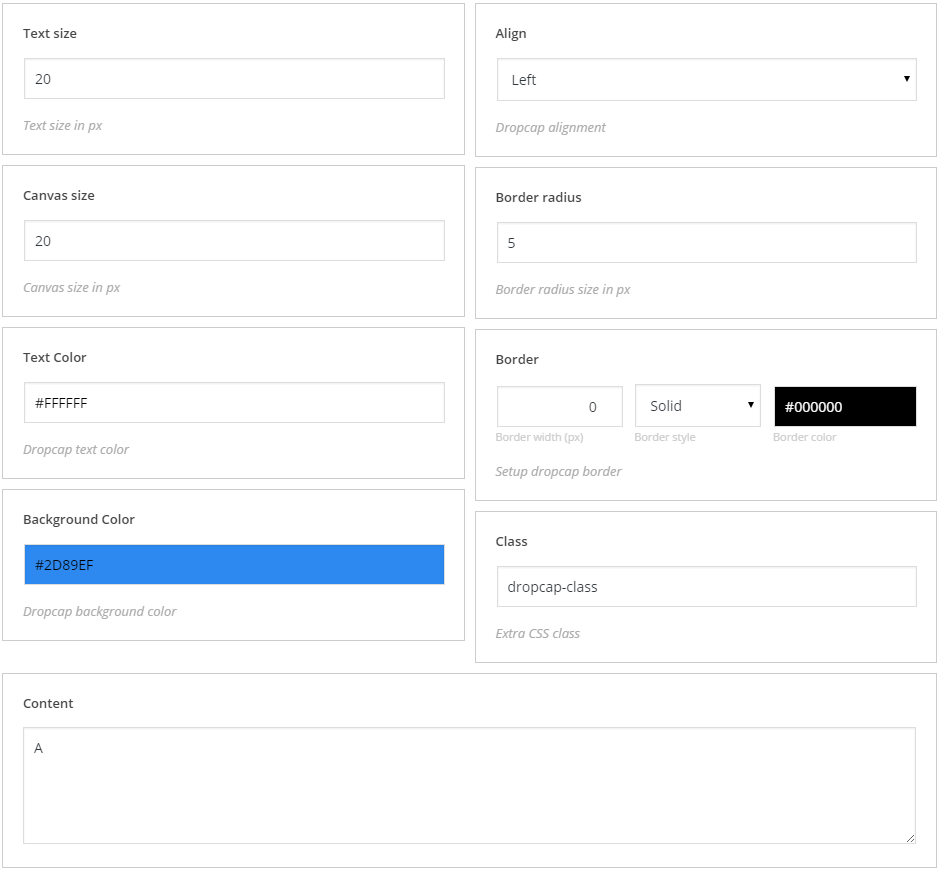 Text size
20
Text size in px
Canvas size
20
Canvas size in px
Text Color
#FFFFFF
Dropcap text color
Background Color
#2D89EF
Dropcap background color
Align
Left
Dropcap alignment
Border radius
5
Border radius size in px
Border
0 Solid #000000
Border width (px) Border style Border color
Setup dropcap border
Class
dropcap-class
Extra CSS class
Content
A